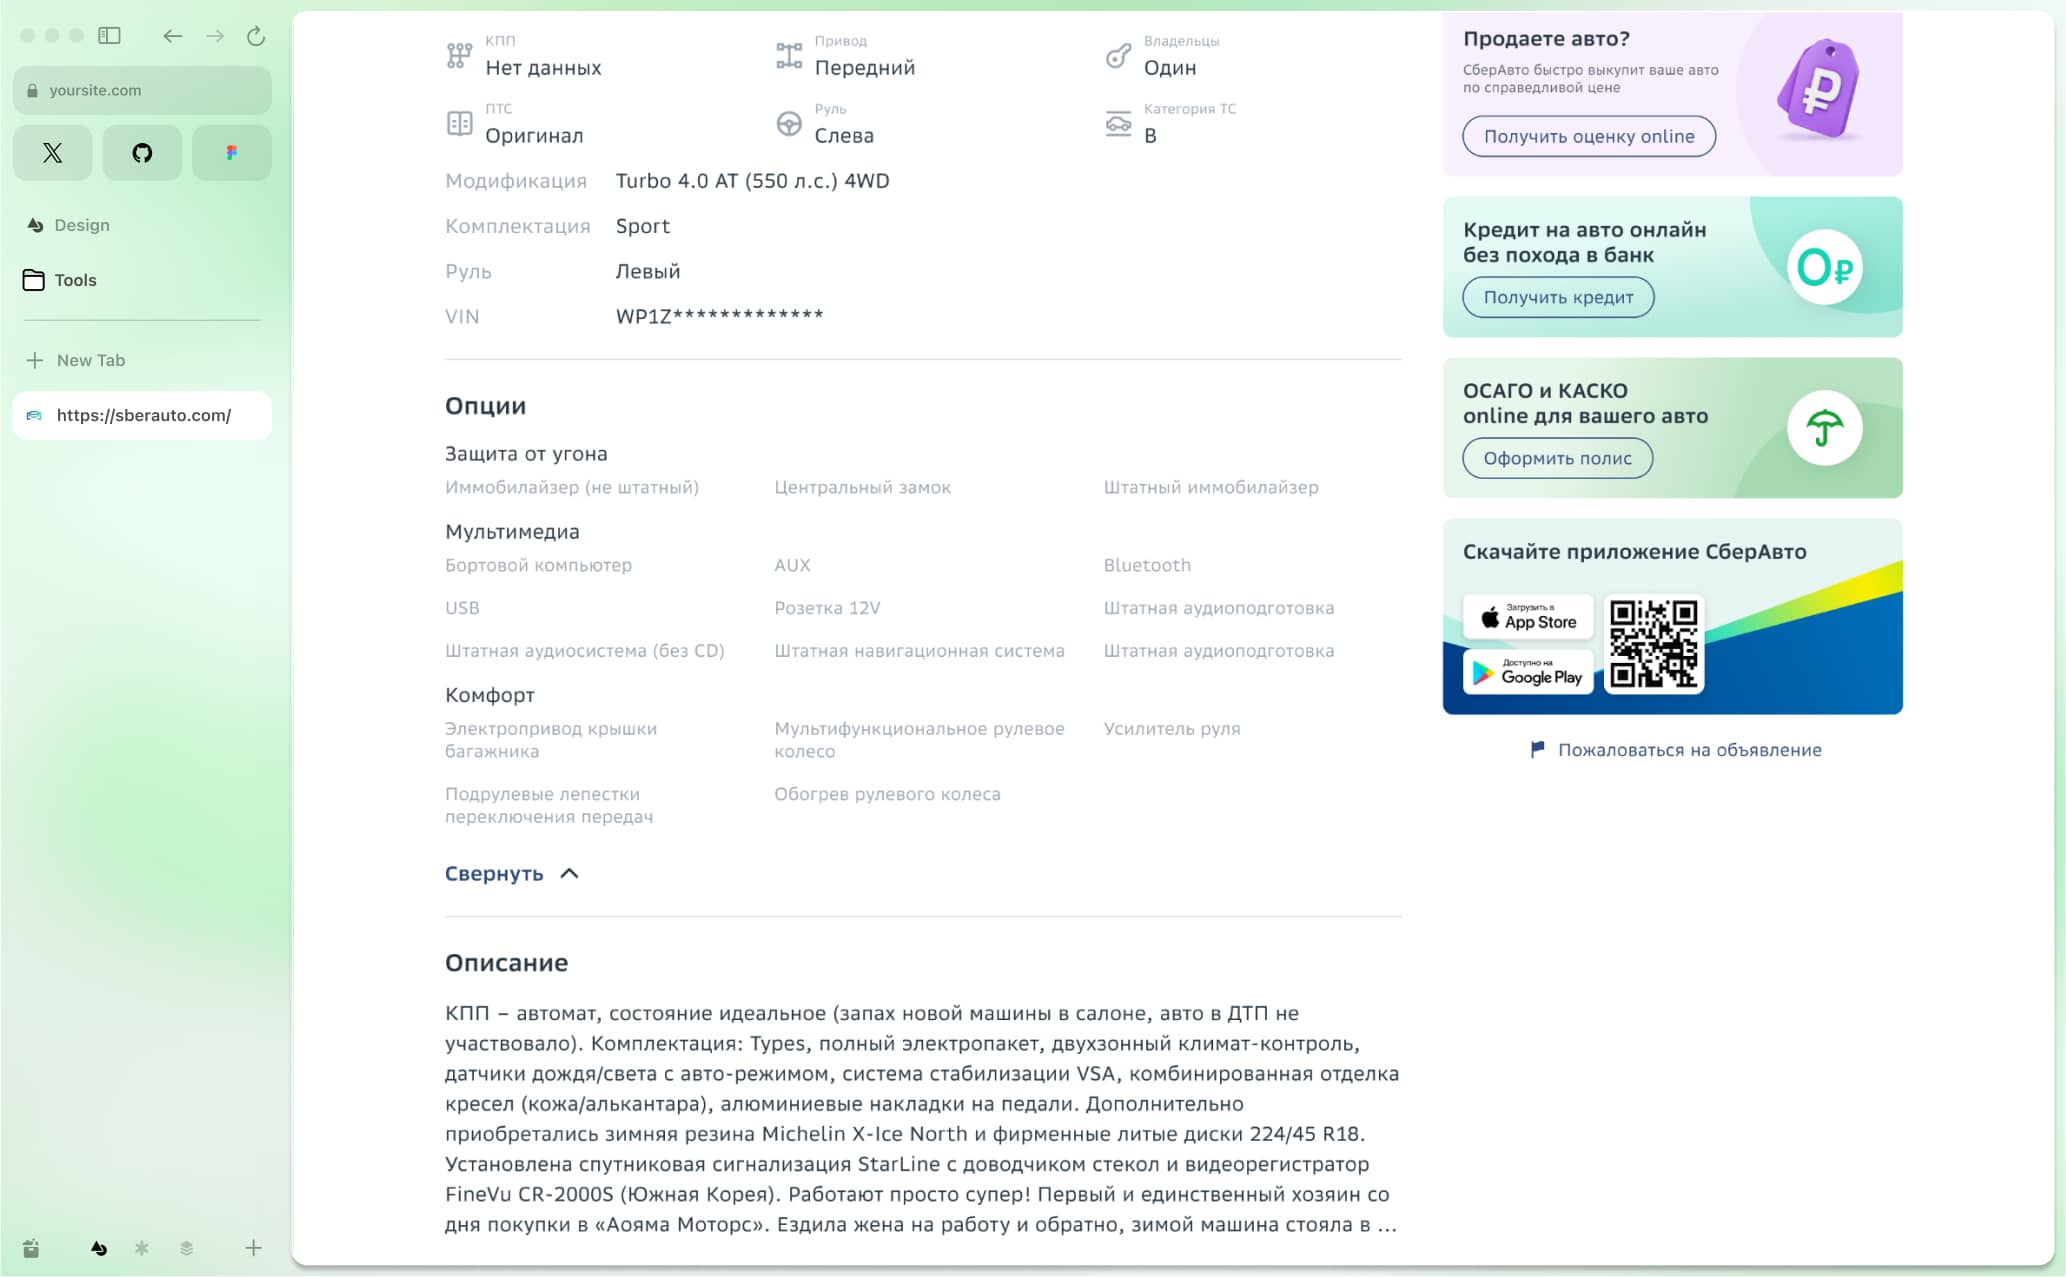 yoursite.com
Design
Tools
New Tab
https://sberauto.com/
КПП
Нет данных
Привод
Передний
Владельцы
Один
ПТС
Оригинал
Руль
Слева
Категория ТС
B
Модификация Turbo 4.0 AT (550 л.с.) 4WD
Комплектация Sport
Руль Левый
VIN WP1Z*************
Опции
Защита от угона
Иммобилайзер (не штатный) Центральный замок Штатный иммобилайзер
Мультимедиа
Бортовой компьютер AUX Bluetooth
USB Розетка 12V Штатная аудиоподготовка
Штатная аудиосистема (без CD) Штатная навигационная система Штатная аудиоподготовка
Комфорт
Электропривод крышки
багажника
Мультифункциональное рулевое
колесо
Усилитель руля
Подрулевые лепестки
переключения передач
Обогрев рулевого колеса
Свернуть
Описание
КПП – автомат, состояние идеальное (запах новой машины в салоне, авто в ДТП не
участвовало). Комплектация: Types, полный электропакет, двухзонный климат-контроль,
датчики дождя/света с авто-режимом, система стабилизации VSA, комбинированная отделка
кресел (кожа/алькантара), алюминиевые накладки на педали. Дополнительно
приобретались зимняя резина Michelin X-Ice North и фирменные литые диски 224/45 R18.
Установлена спутниковая сигнализация StarLine с доводчиком стекол и видеорегистратор
FineVu CR-2000S (Южная Корея). Работают просто супер! Первый и единственный хозяин со
дня покупки в «Аояма Моторс». Ездила жена на работу и обратно, зимой машина стояла в ...
Продаете авто?
СберАвто быстро выкупит ваше авто
по справедливой цене
Получить оценку online
₽
Кредит на авто онлайн
без похода в банк
Получить кредит
0₽
ОСАГО и КАСКО
online для вашего авто
Оформить полис
Скачайте приложение СберАвто
Загрузить в
App Store
Доступно на
Google Play
Пожаловаться на объявление